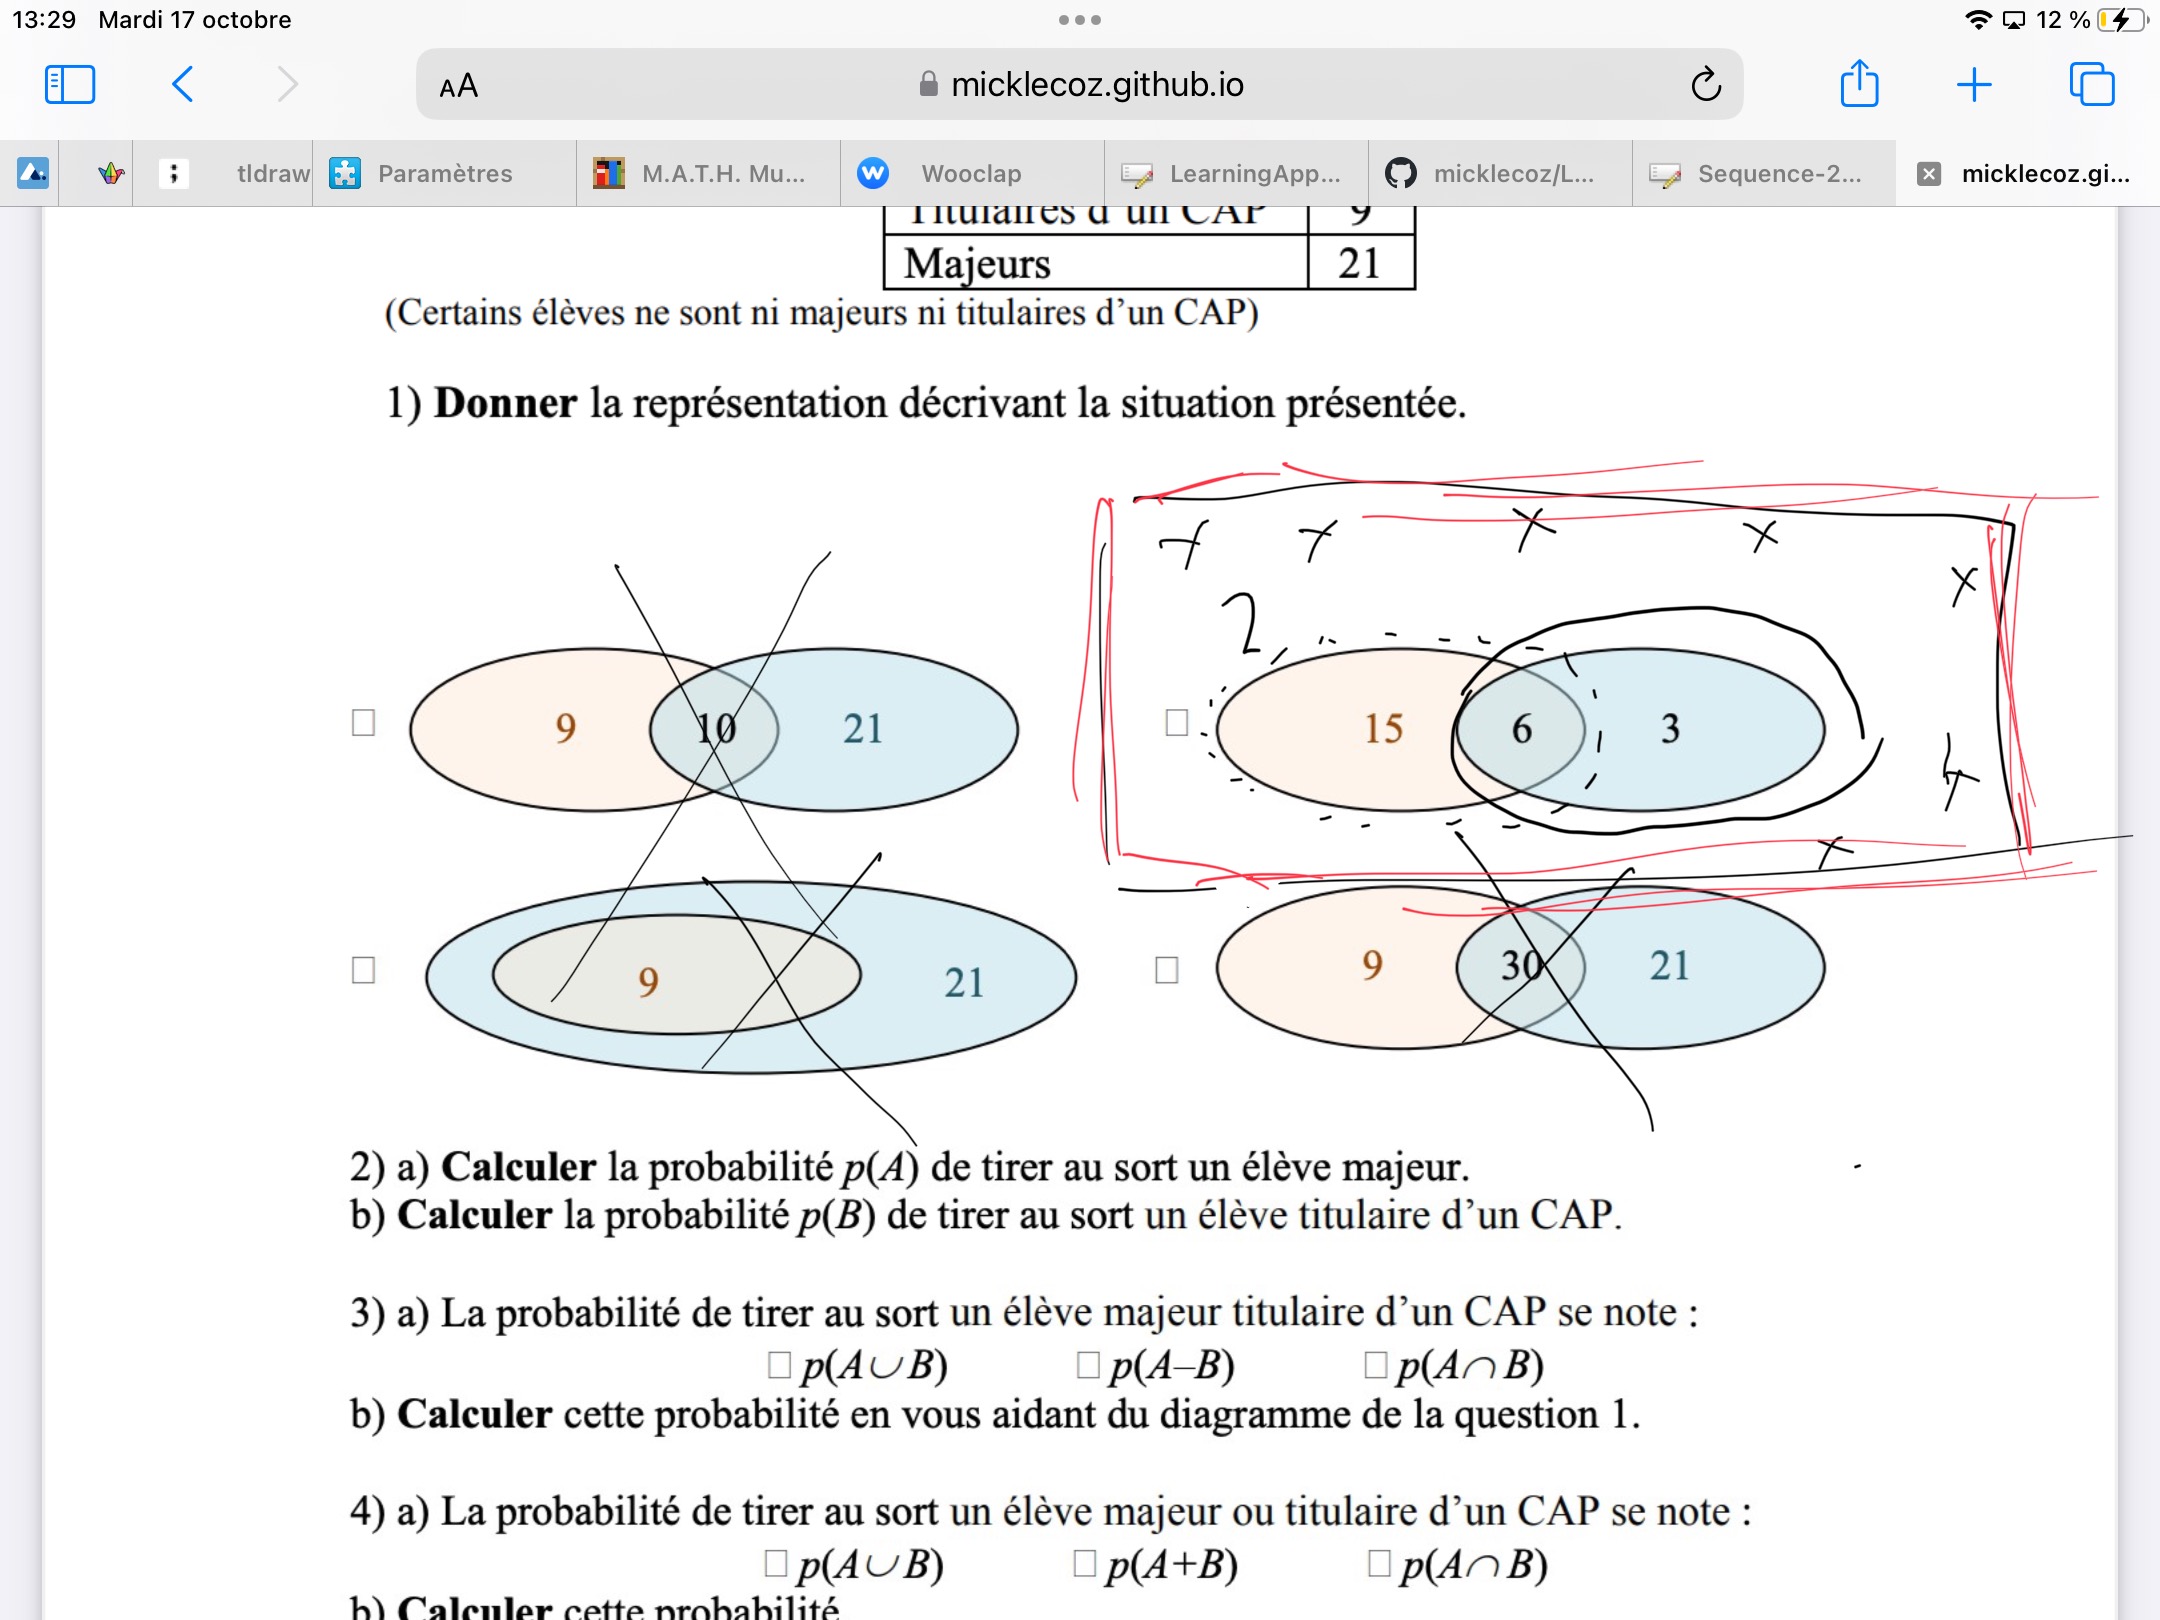 13:29 Mardi 17 octobre
12 %
AA
micklecoz.github.io
tldraw
Paramètres
M.A.T.H. Mu...
Wooclap
LearningApp...
micklecoz/L...
Sequence-2...
micklecoz.gi...
Titulaires d'un CAP 9
Majeurs 21
(Certains élèves ne sont ni majeurs ni titulaires d'un CAP)
1) Donner la représentation décrivant la situation présentée.
2
9 10 21
15 6 3
9 21
9 30 21
2) a) Calculer la probabilité p(A) de tirer au sort un élève majeur.
b) Calculer la probabilité p(B) de tirer au sort un élève titulaire d'un CAP.
3) a) La probabilité de tirer au sort un élève majeur titulaire d'un CAP se note :
□ p(A∪B) □ p(A–B) □ p(A∩B)
b) Calculer cette probabilité en vous aidant du diagramme de la question 1.
4) a) La probabilité de tirer au sort un élève majeur ou titulaire d'un CAP se note :
□ p(A∪B) □ p(A+B) □ p(A∩B)
b) Calculer cette probabilité.